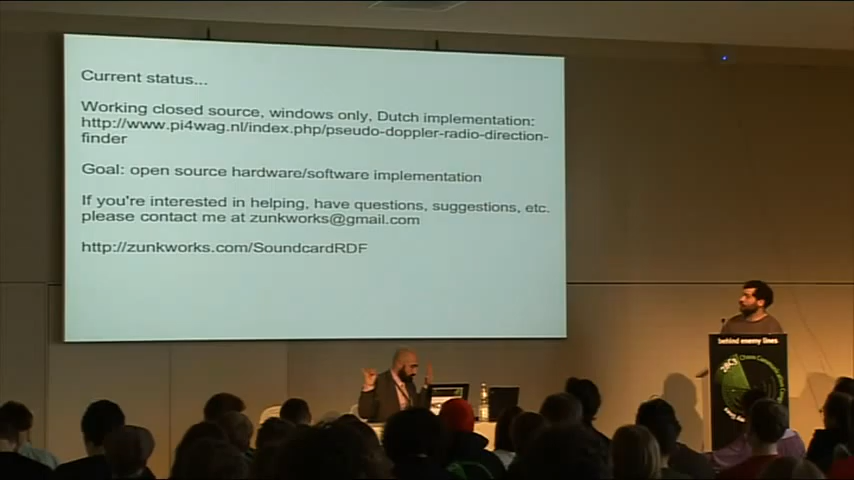 Current status...
Working closed source, windows only, Dutch implementation:
http://www.pi4wag.nl/index.php/pseudo-doppler-radio-direction-
finder
Goal: open source hardware/software implementation
If you're interested in helping, have questions, suggestions, etc.
please contact me at zunkworks@gmail.com
http://zunkworks.com/SoundcardRDF
behind enemy lines